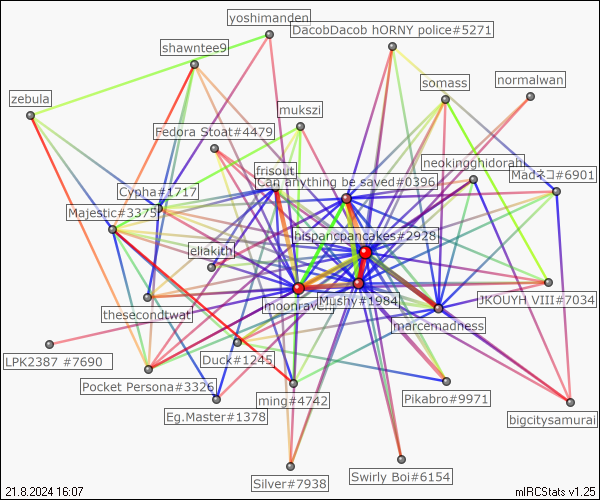 yoshimanden
DacobDacob hORNY police#5271
shawntee9
somass
normalwan
zebula
mukszi
Fedora Stoat#4479
neokingghidorah
frisout
Madネコ#6901
Can anything be saved#0396
Cypha#1717
Majestic#3375
hispancpancakes#2928
eliakith
moonraven
Mushy#1984
JKOUYH VIII#7034
thesecondtwat
marcemadness
LPK2387 #7690
Duck#1245
Pocket Persona#3326
ming#4742
Pikabro#9971
Eg.Master#1378
bigcitysamurai
Silver#7938
Swirly Boi#6154
21.8.2024 16:07
mIRCStats v1.25